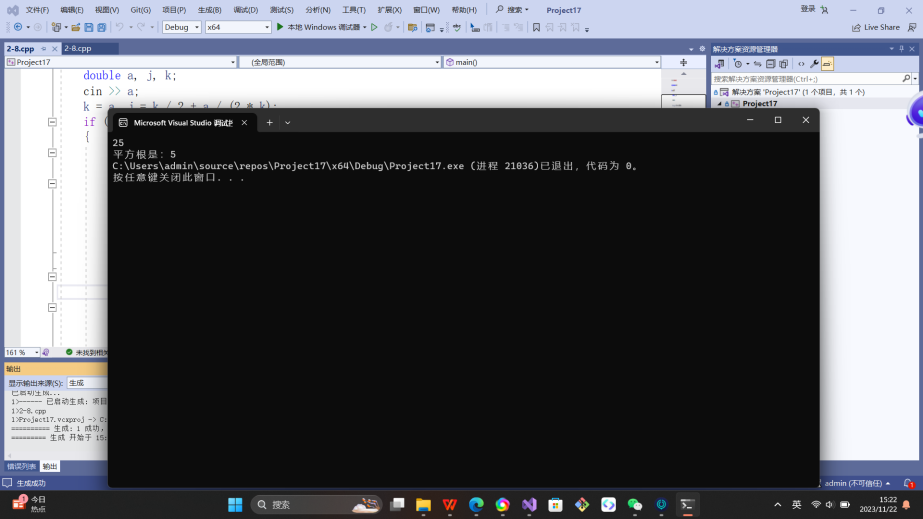 文件(F) 编辑(E) 视图(V) Git(G) 项目(P) 生成(B) 调试(D) 测试(S) 分析(N) 工具(T) 扩展(X) 窗口(W) 帮助(H) 搜索 Project17 登录
Debug x64 本地 Windows 调试器 Live Share
2-8.cpp 2-8.cpp 解决方案资源管理器
Project17 (全局范围) main()
搜索解决方案资源管理器(Ctrl+;)
解决方案 'Project17' (1 个项目，共 1 个)
Project17
double a, j, k;
cin >> a;
k = a, j = k / 2 + a / (2 * k);
if (
{
Microsoft Visual Studio 调试
25
平方根是: 5
C:\Users\admin\source\repos\Project17\x64\Debug\Project17.exe (进程 21036)已退出，代码为 0。
按任意键关闭此窗口. . .
161 % 未找到相
输出
显示输出来源(S): 生成
已启动生成...
1>------ 已启动生成: 项目
1>2-8.cpp
1>Project17.vcxproj -> C:
========== 生成: 1 成功，
========= 生成 开始于 15:
错误列表 输出
生成成功 admin (不可信任) 1
1 今日
热点
搜索
英
15:22
2023/11/22